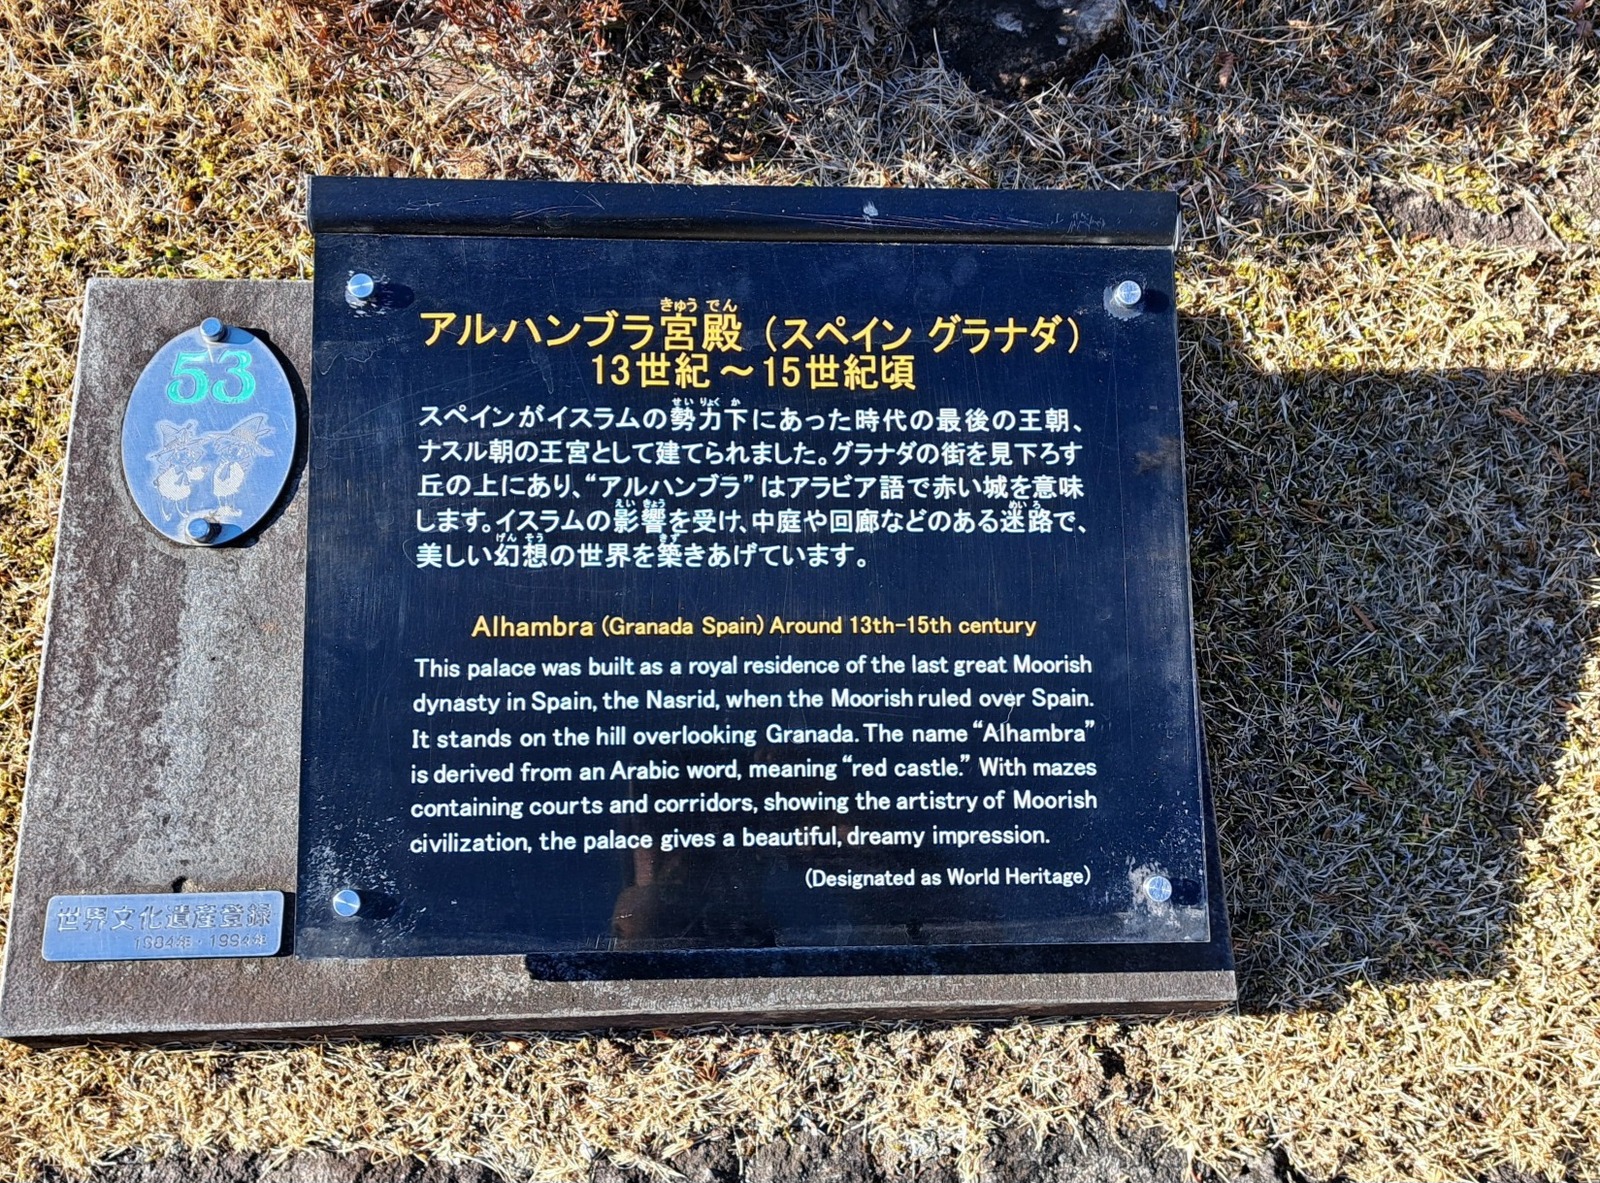 53
アルハンブラ宮殿（スペイン グラナダ）
13世紀～15世紀頃
スペインがイスラムの勢力下にあった時代の最後の王朝、
ナスル朝の王宮として建てられました。グラナダの街を見下ろす
丘の上にあり、“アルハンブラ”はアラビア語で赤い城を意味
します。イスラムの影響を受け、中庭や回廊などのある迷路で、
美しい幻想の世界を築きあげています。
Alhambra (Granada Spain) Around 13th-15th century
This palace was built as a royal residence of the last great Moorish
dynasty in Spain, the Nasrid, when the Moorish ruled over Spain.
It stands on the hill overlooking Granada. The name “Alhambra”
is derived from an Arabic word, meaning “red castle.” With mazes
containing courts and corridors, showing the artistry of Moorish
civilization, the palace gives a beautiful, dreamy impression.
(Designated as World Heritage)
世界文化遺産登録
1984年・1994年